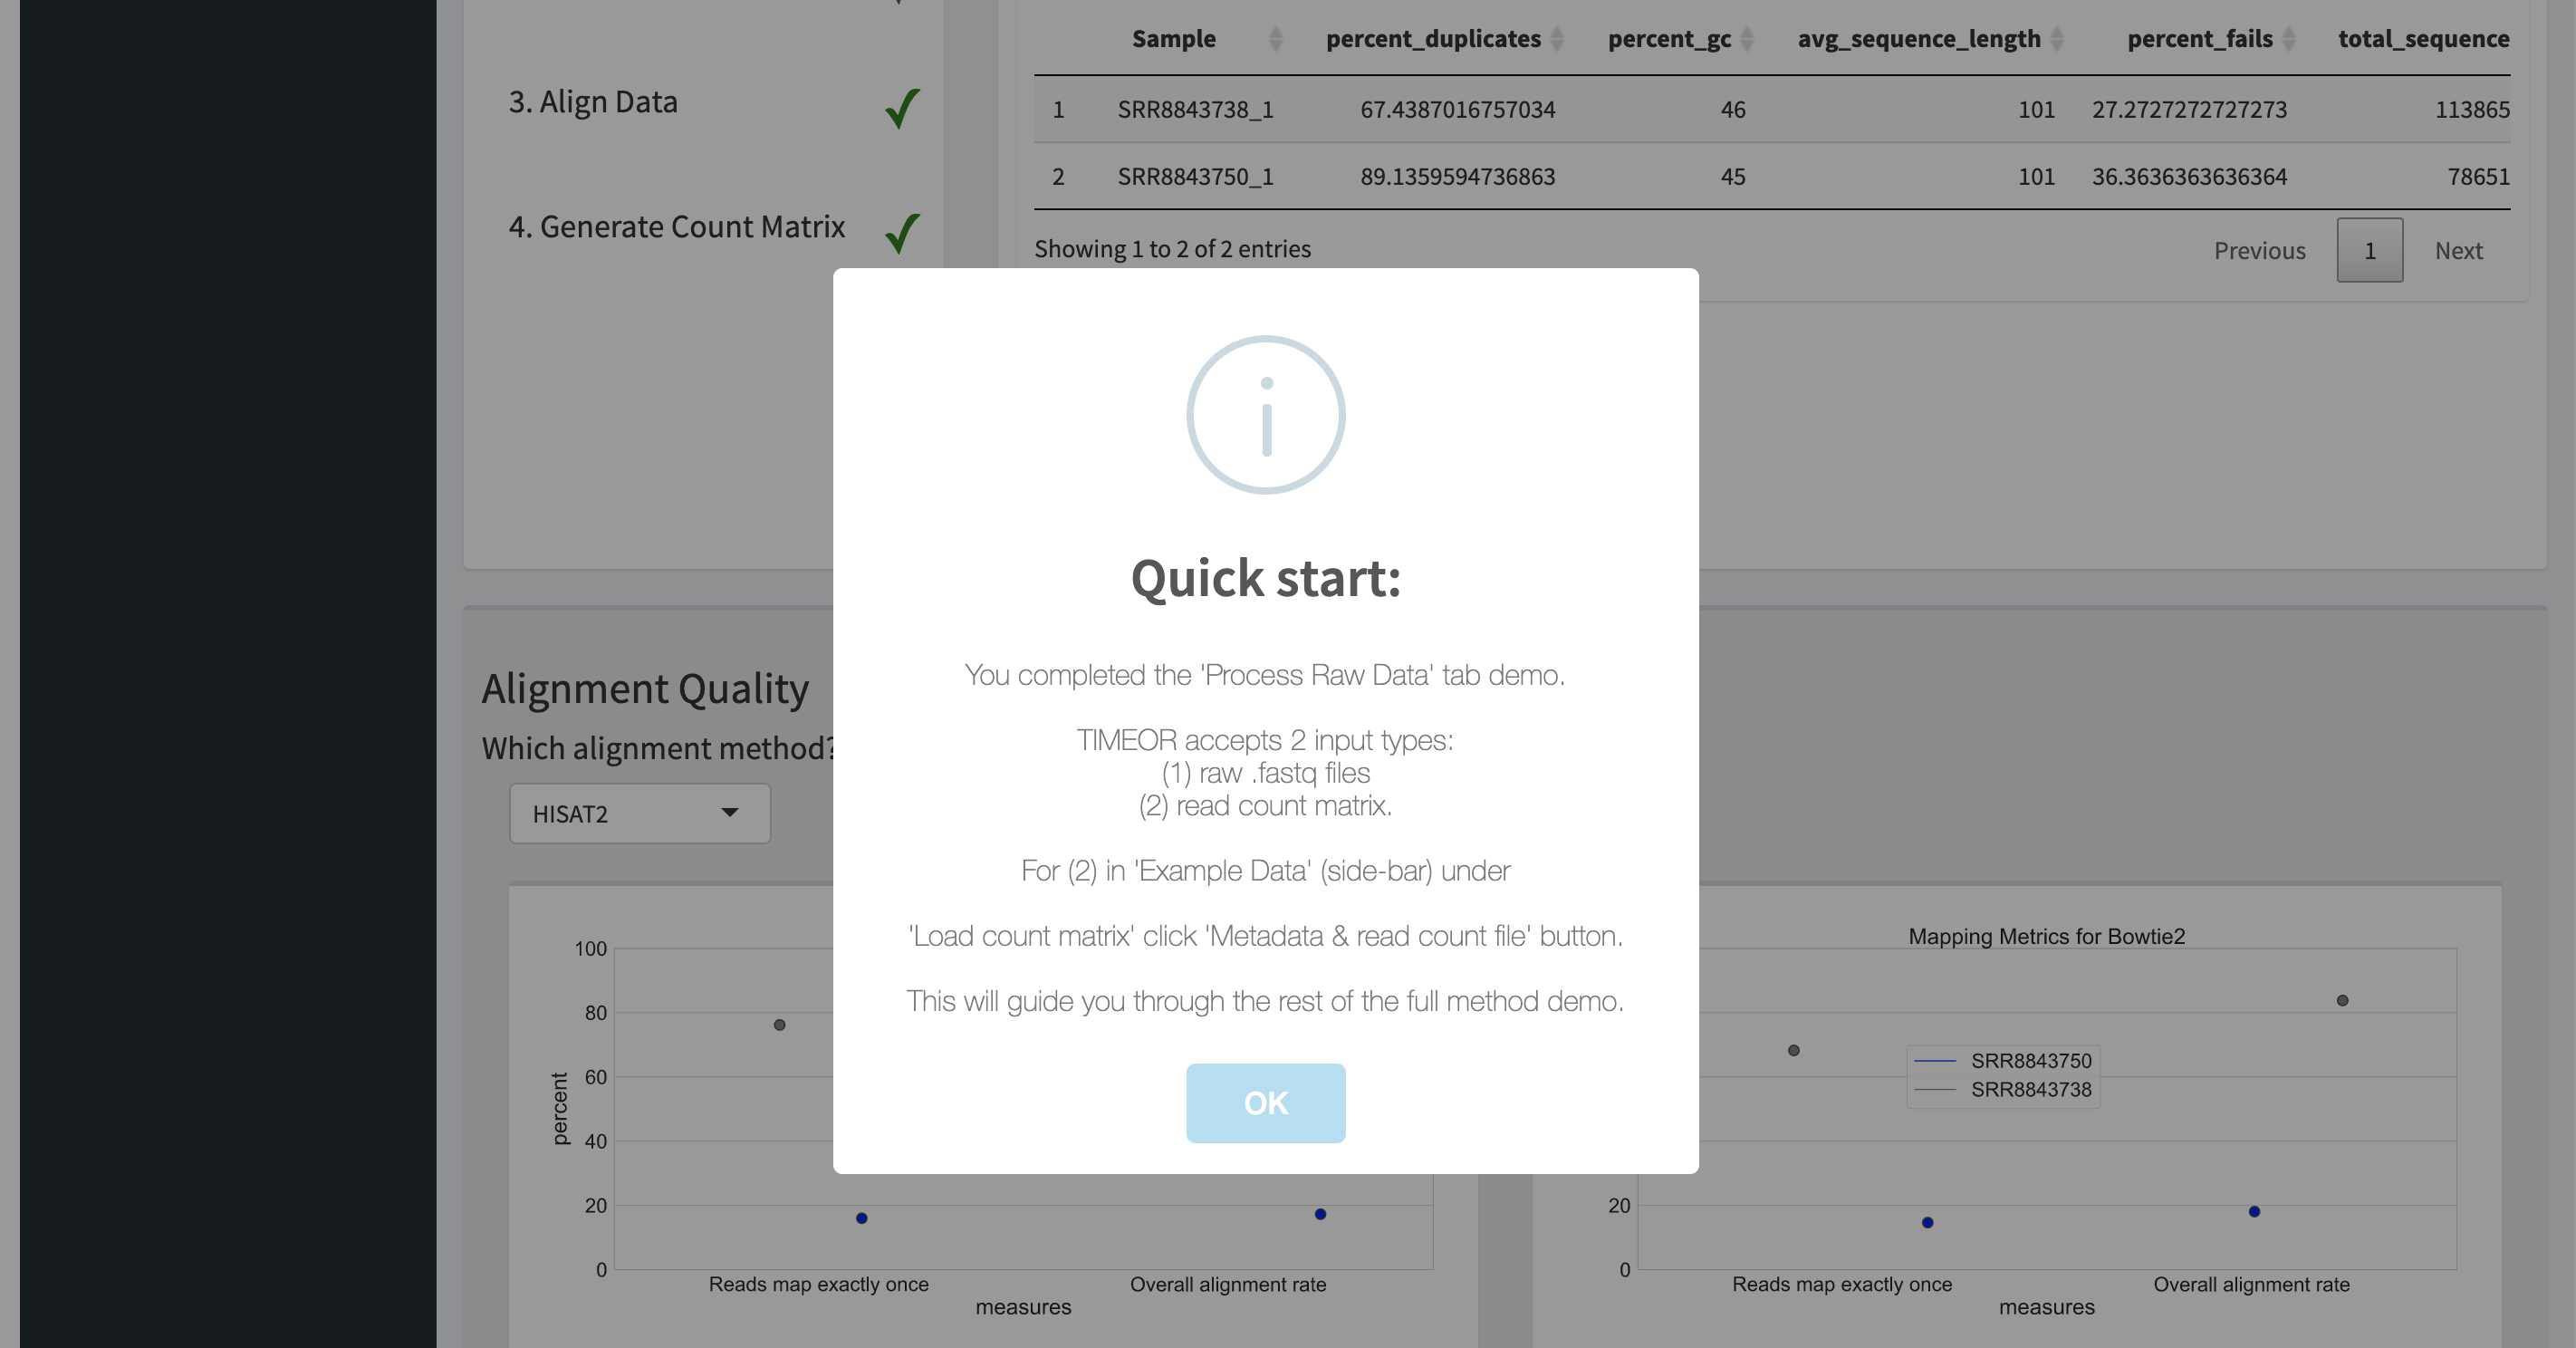 Sample percent_duplicates percent_gc avg_sequence_length percent_fails total_sequence
1 SRR8843738_1 67.4387016757034 46 101 27.2727272727273 113865
2 SRR8843750_1 89.1359594736863 45 101 36.3636363636364 78651
Showing 1 to 2 of 2 entries
Previous 1 Next
3. Align Data
4. Generate Count Matrix
Quick start:
You completed the 'Process Raw Data' tab demo.
TIMEOR accepts 2 input types:
(1) raw .fastq files
(2) read count matrix.
For (2) in 'Example Data' (side-bar) under
'Load count matrix' click 'Metadata & read count file' button.
This will guide you through the rest of the full method demo.
OK
Alignment Quality
Which alignment method?
HISAT2
100
80
60
40
20
0
percent
Reads map exactly once
Overall alignment rate
measures
Mapping Metrics for Bowtie2
SRR8843750
SRR8843738
20
0
Reads map exactly once
Overall alignment rate
measures